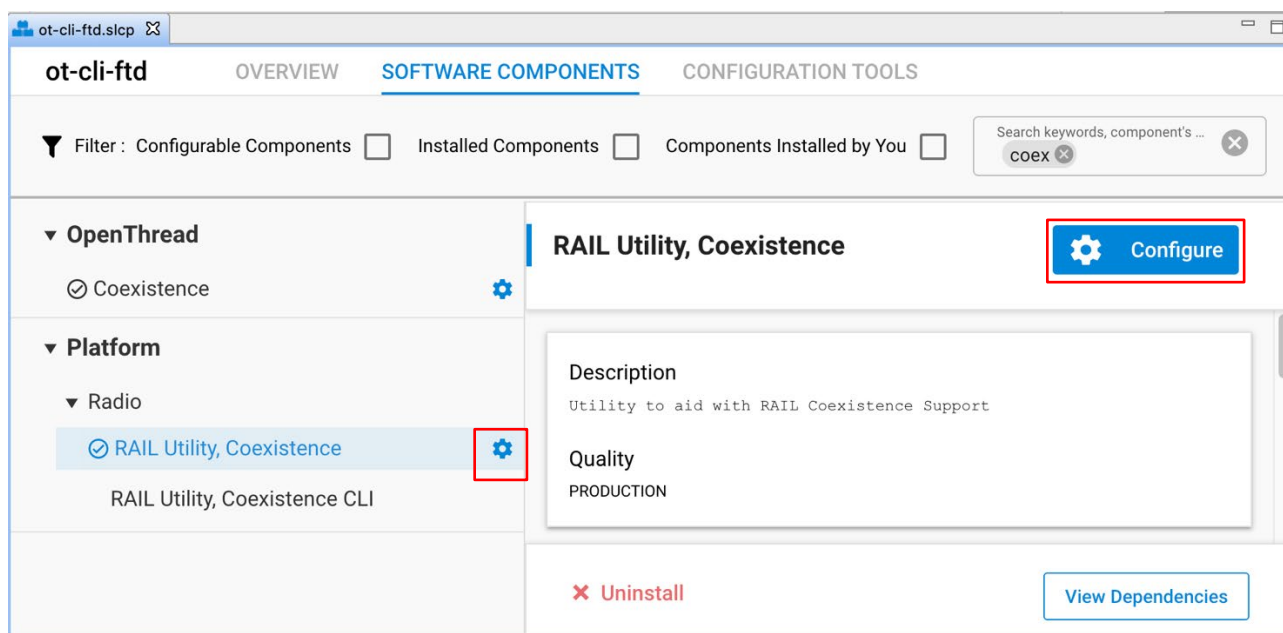 ot-cli-ftd.slcp
ot-cli-ftd OVERVIEW SOFTWARE COMPONENTS CONFIGURATION TOOLS
Filter : Configurable Components Installed Components Components Installed by You Search keywords, component's ...
coex
OpenThread
Coexistence
Platform
Radio
RAIL Utility, Coexistence
RAIL Utility, Coexistence CLI
RAIL Utility, Coexistence Configure
Description
Utility to aid with RAIL Coexistence Support
Quality
PRODUCTION
Uninstall View Dependencies